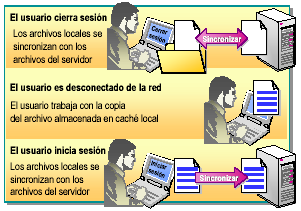 El usuario cierra sesión
Los archivos locales se
sincronizan con los
archivos del servidor
Cerrar
sesión
Sincronizar
El usuario es desconectado de la red
El usuario trabaja con la copia
del archivo almacenada en caché local
El usuario inicia sesión
Los archivos locales se
sincronizan con los
archivos del servidor
Iniciar
sesión
Sincronizar